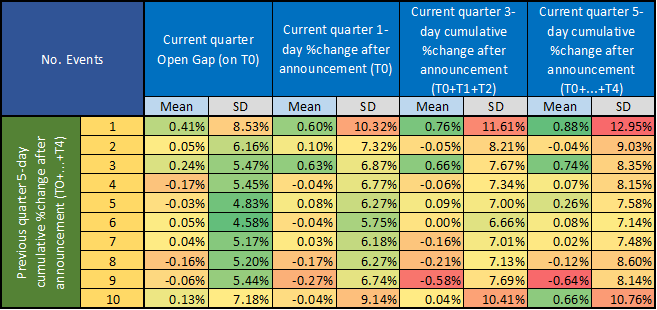 No. Events
Current quarter
Open Gap (on T0)
Current quarter 1-
day %change after
announcement (T0)
Current quarter 3-
day cumulative
%change after
announcement
(T0+T1+T2)
Current quarter 5-
day cumulative
%change after
announcement
(T0+...+T4)
Mean SD Mean SD Mean SD Mean SD
Previous quarter 5-day
cumulative %change after
announcement (TO+...+T4)
1 0.41% 8.53% 0.60% 10.32% 0.76% 11.61% 0.88% 12.95%
2 0.05% 6.16% 0.10% 7.32% -0.05% 8.21% -0.04% 9.03%
3 0.24% 5.47% 0.63% 6.87% 0.66% 7.67% 0.74% 8.35%
4 -0.17% 5.45% -0.04% 6.77% -0.06% 7.34% 0.07% 8.15%
5 -0.03% 4.83% 0.08% 6.27% 0.09% 7.00% 0.26% 7.58%
6 0.05% 4.58% -0.04% 5.75% 0.00% 6.66% 0.08% 7.14%
7 0.04% 5.17% 0.03% 6.18% -0.16% 7.01% 0.02% 7.48%
8 -0.16% 5.20% -0.17% 6.27% -0.21% 7.13% -0.12% 8.60%
9 -0.06% 5.44% -0.27% 6.74% -0.58% 7.69% -0.64% 8.14%
10 0.13% 7.18% -0.04% 9.14% 0.04% 10.41% 0.66% 10.76%